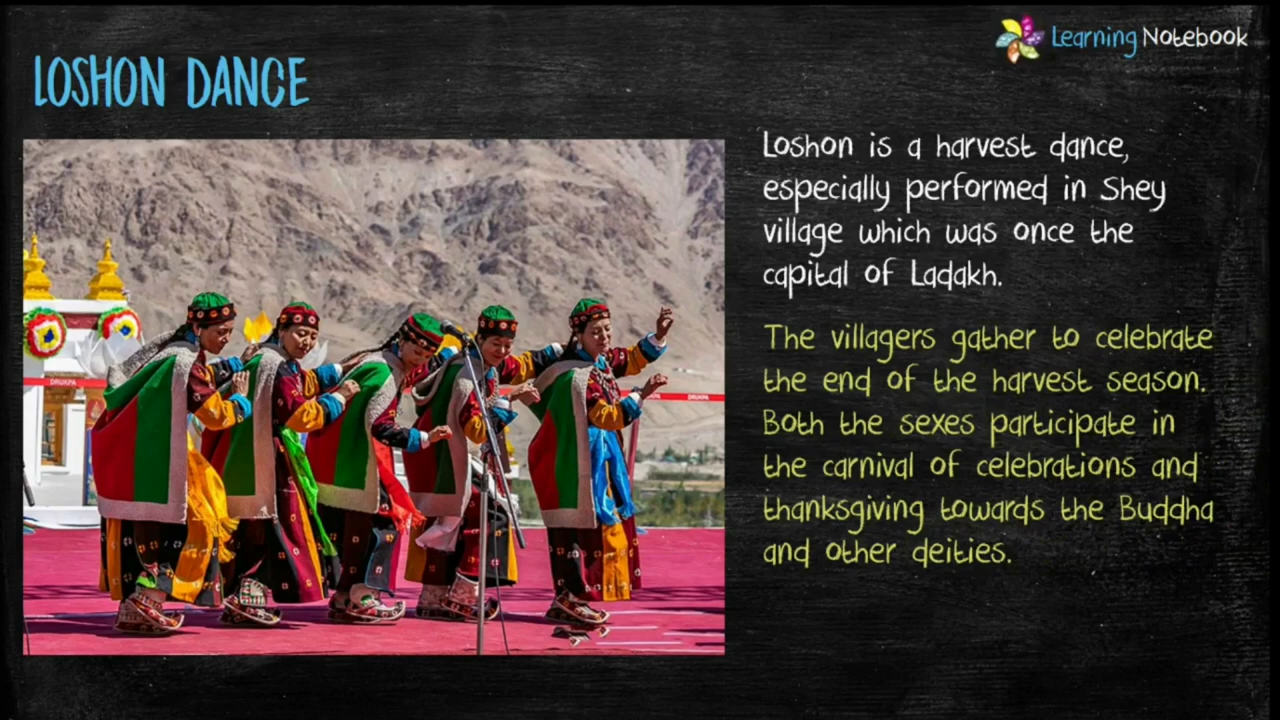 Learning Notebook
LOSHON DANCE
Loshon is a harvest dance,
especially performed in Shey
village which was once the
capital of Ladakh.
The villagers gather to celebrate
the end of the harvest season.
Both the sexes participate in
the carnival of celebrations and
thanksgiving towards the Buddha
and other deities.
DRUKPA
DRUKPA